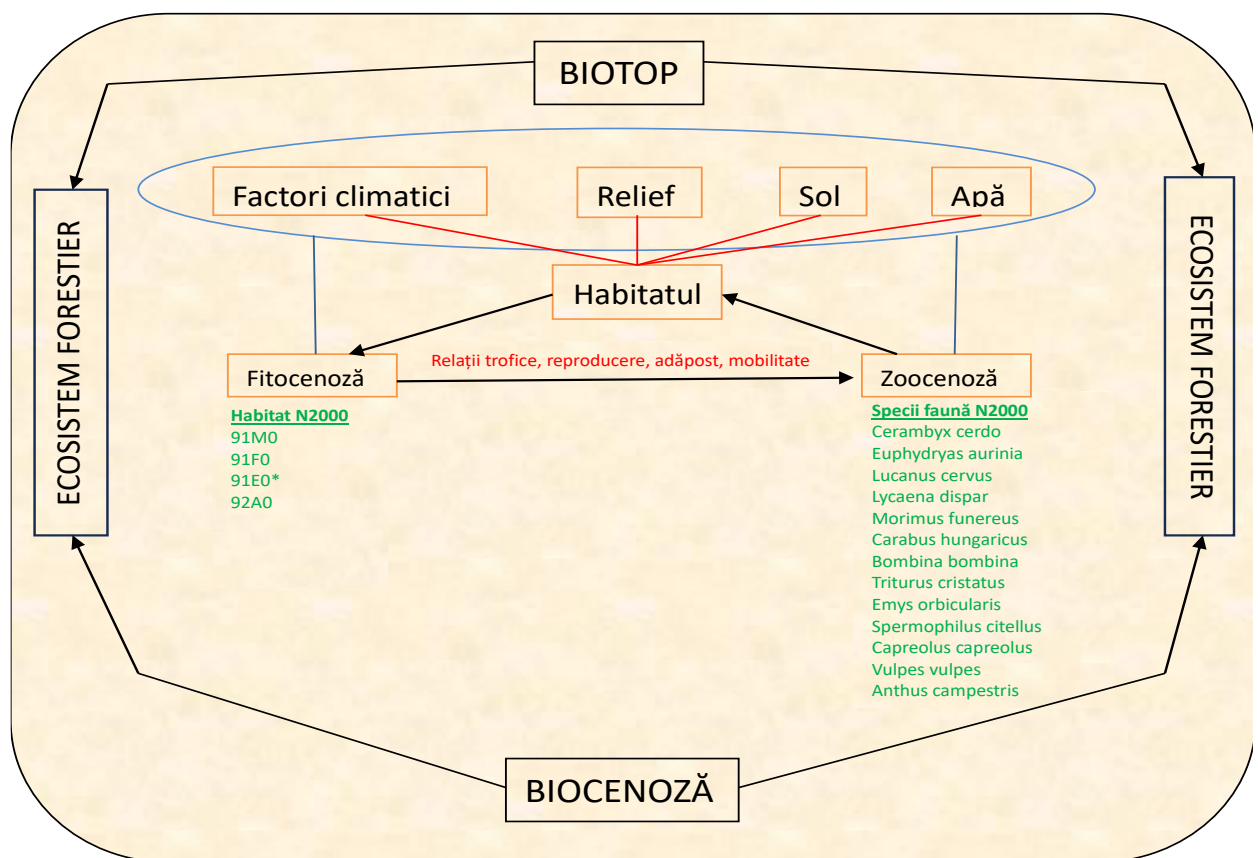 BIOTOP
Factori climatici
Relief
Sol
Apă
ECOSISTEM FORESTIER
ECOSISTEM FORESTIER
Habitatul
Fitocenoză
Relații trofice, reproducere, adăpost, mobilitate
Zoocenoză
Habitat N2000
91M0
91F0
91E0*
92A0
Specii faună N2000
Cerambyx cerdo
Euphydryas aurinia
Lucanus cervus
Lycaena dispar
Morimus funereus
Carabus hungaricus
Bombina bombina
Triturus cristatus
Emys orbicularis
Spermophilus citellus
Capreolus capreolus
Vulpes vulpes
Anthus campestris
BIOCENOZĂ